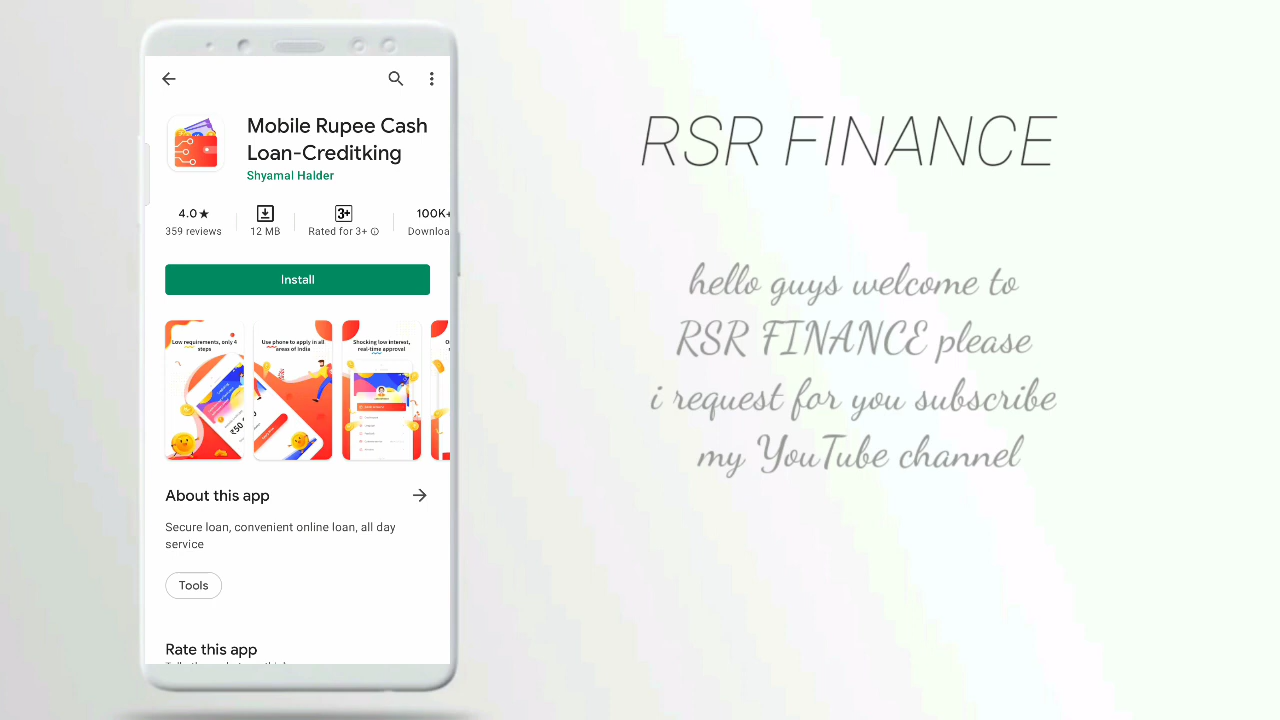 Mobile Rupee Cash
Loan-Creditking
Shyamal Halder
4.0★
359 reviews
12 MB
3+
Rated for 3+
100K+
Downloa
Install
Low requirements, only 4
steps
Use phone to apply in all
areas of India
Shocking low interest,
real-time approval
₹50
About this app
Secure loan, convenient online loan, all day
service
Tools
Rate this app
RSR FINANCE
hello guys welcome to
RSR FINANCE please
i request for you subscribe
my YouTube channel